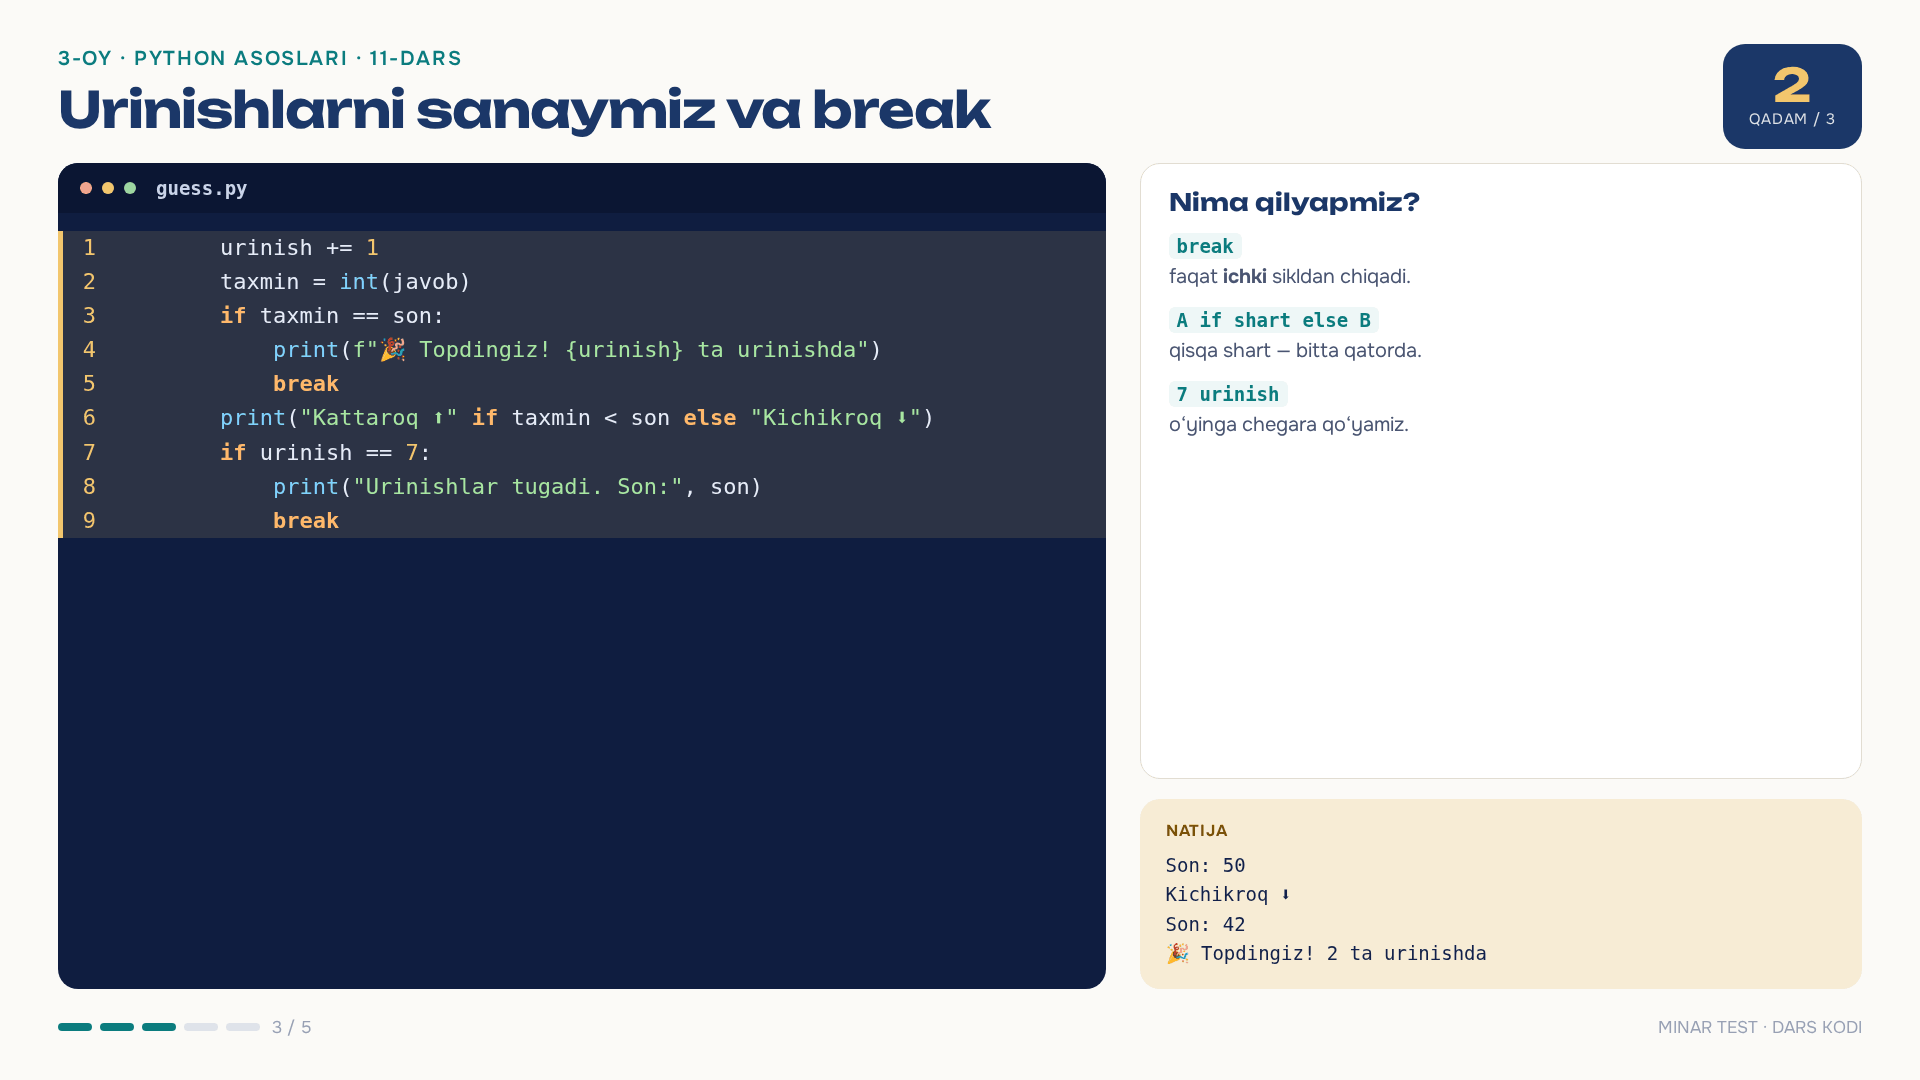 3-OY · PYTHON ASOSLARI · 11-DARS
Urinishlarni sanaymiz va break
2
QADAM / 3
guess.py
1 urinish += 1
2 taxmin = int(javob)
3 if taxmin == son:
4 print(f"🎉 Topdingiz! {urinish} ta urinishda")
5 break
6 print("Kattaroq ⬆" if taxmin < son else "Kichikroq ⬇")
7 if urinish == 7:
8 print("Urinishlar tugadi. Son:", son)
9 break
Nima qilyapmiz?
break
faqat ichki sikldan chiqadi.
A if shart else B
qisqa shart — bitta qatorda.
7 urinish
oʻyinga chegara qoʻyamiz.
NATIJA
Son: 50
Kichikroq ⬇
Son: 42
🎉 Topdingiz! 2 ta urinishda
3 / 5
MINAR TEST · DARS KODI